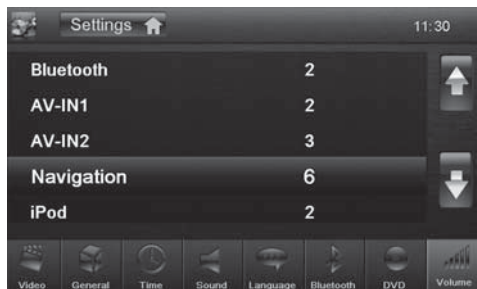 Settings 11:30
Bluetooth 2
AV-IN1 2
AV-IN2 3
Navigation 6
iPod 2
Video General Time Sound Language Bluetooth DVD Volume